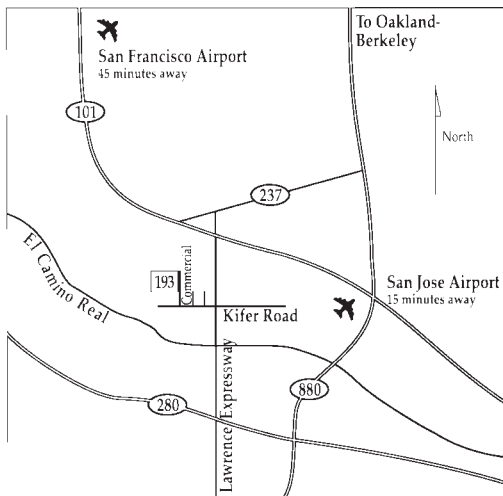 To Oakland-
Berkeley
San Francisco Airport
45 minutes away
101
North
237
El Camino Real
193
Commercial
San Jose Airport
15 minutes away
Kifer Road
Lawrence Expressway
880
280